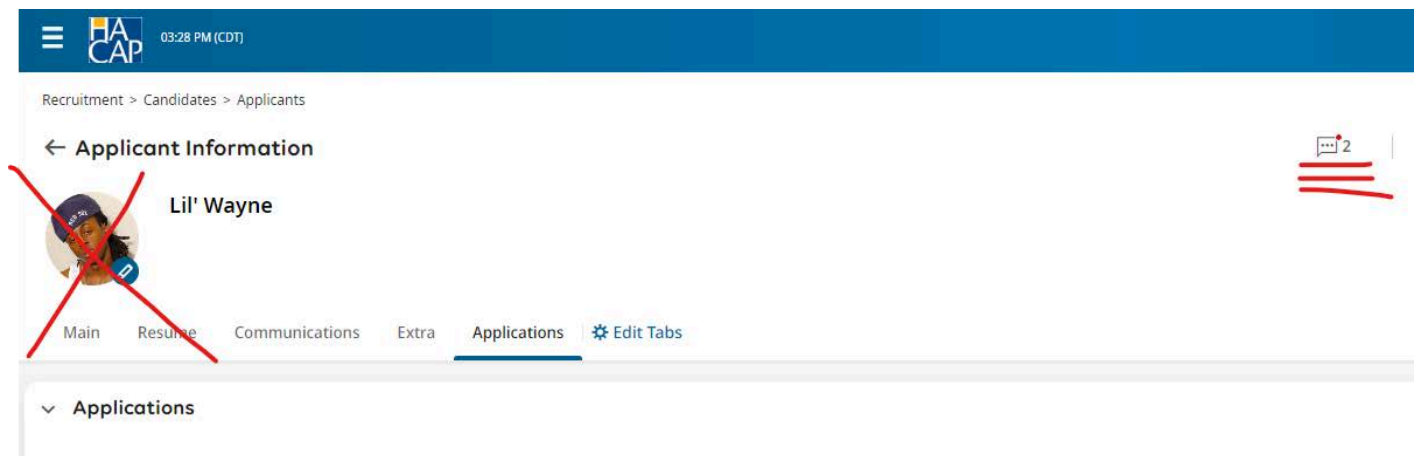 HA
CAP
03:28 PM (CDT)
Recruitment > Candidates > Applicants
← Applicant Information
2
Lil' Wayne
Main Resume Communications Extra Applications Edit Tabs
Applications